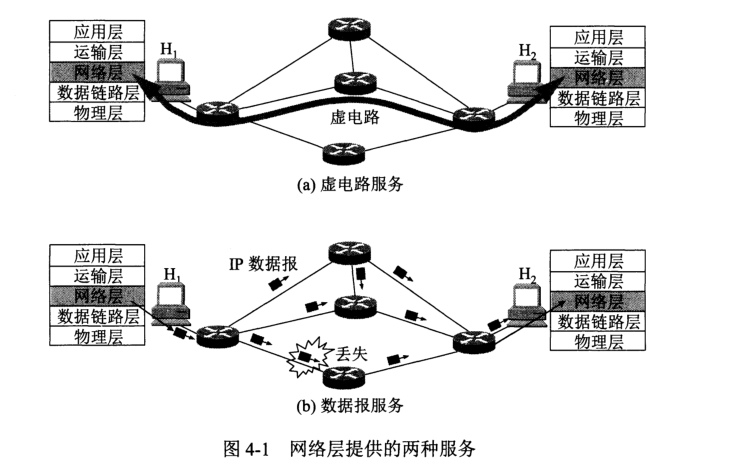 应用层
运输层
网络层
数据链路层
物理层
H₁
虚电路
H₂
应用层
运输层
网络层
数据链路层
物理层
(a) 虚电路服务
应用层
运输层
网络层
数据链路层
物理层
H₁
IP 数据报
丢失
H₂
应用层
运输层
网络层
数据链路层
物理层
(b) 数据报服务
图 4-1 网络层提供的两种服务